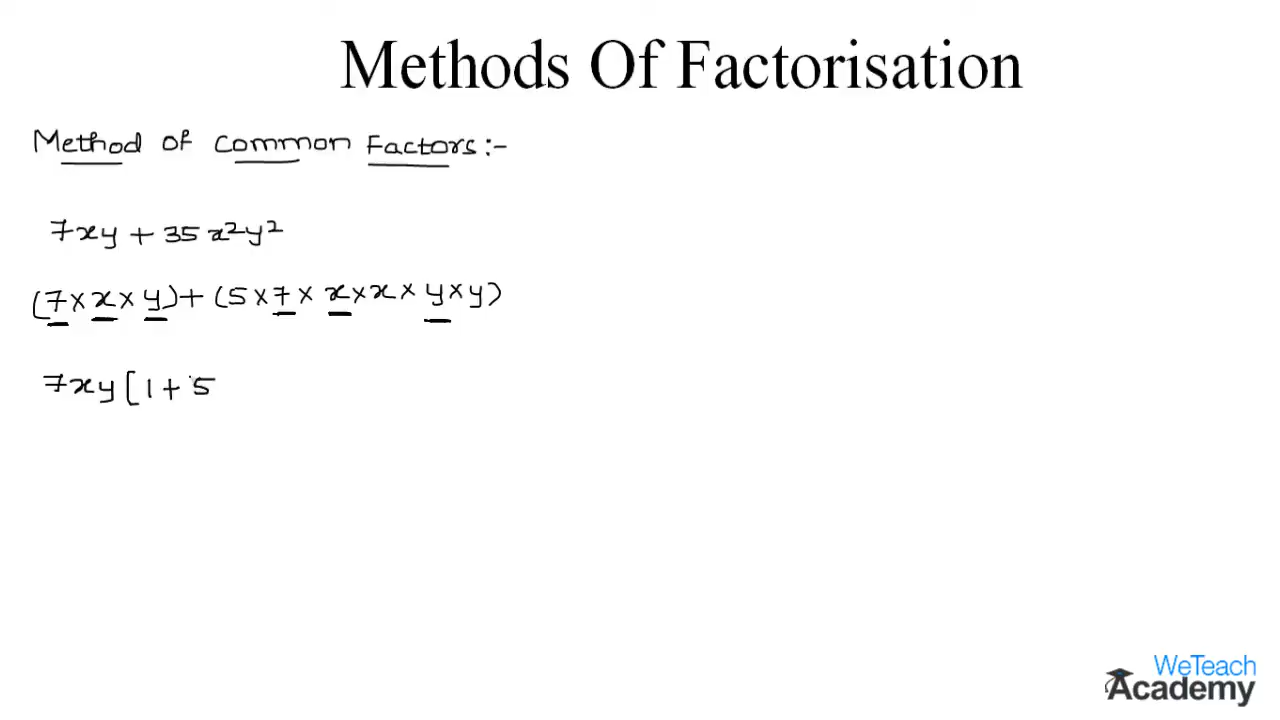 Methods Of Factorisation
Method of Common Factors :-
7xy + 35x²y²
(7 × x × y) + (5 × 7 × x × x × y × y)
7xy [1 + 5
WeTeach
Academy